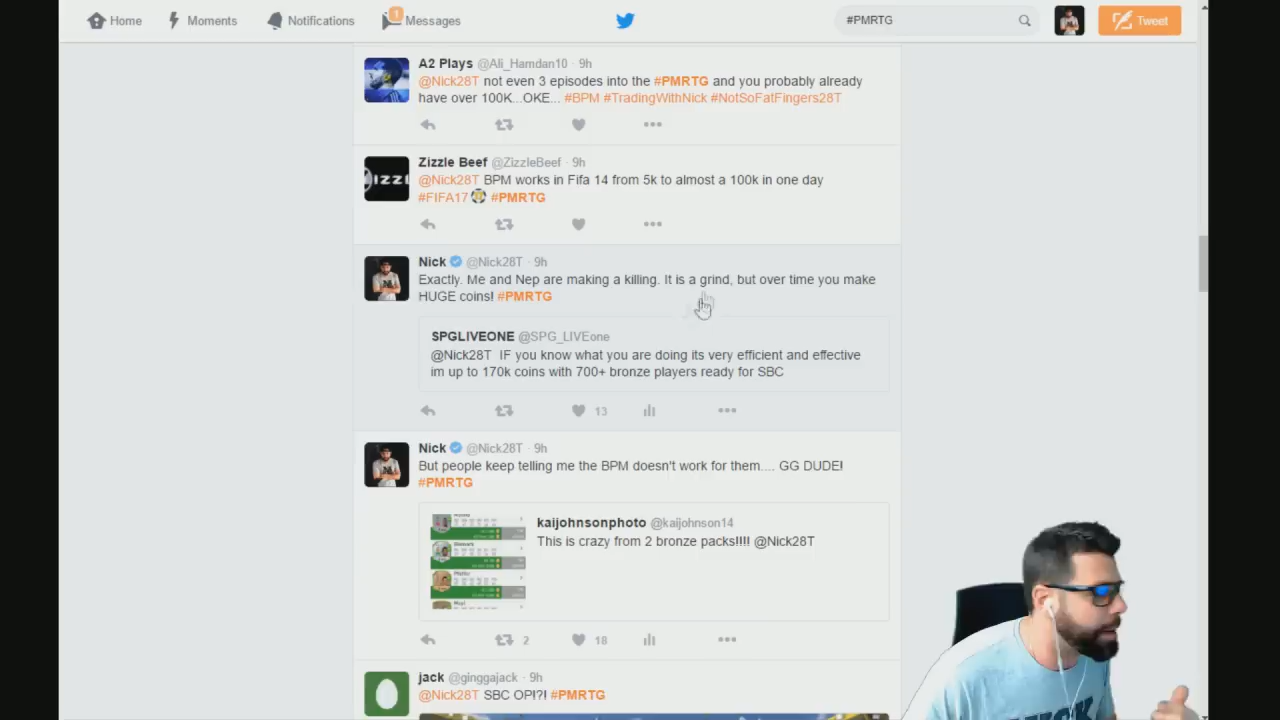 Home Moments Notifications 1 Messages #PMRTG Tweet
A2 Plays @Ali_Hamdan10 · 9h
@Nick28T not even 3 episodes into the #PMRTG and you probably already
have over 100K...OKE... #BPM #TradingWithNick #NotSoFatFingers28T
Zizzle Beef @ZizzleBeef · 9h
@Nick28T BPM works in Fifa 14 from 5k to almost a 100k in one day
#FIFA17 #PMRTG
IZZL
Nick @Nick28T · 9h
Exactly. Me and Nep are making a killing. It is a grind, but over time you make
HUGE coins! #PMRTG
SPGLIVEONE @SPG_LIVEone
@Nick28T IF you know what you are doing its very efficient and effective
im up to 170k coins with 700+ bronze players ready for SBC
13
Nick @Nick28T · 9h
But people keep telling me the BPM doesn't work for them.... GG DUDE!
#PMRTG
kaijohnsonphoto @kaijohnson14
This is crazy from 2 bronze packs!!!! @Nick28T
2 18
jack @ginggajack · 9h
@Nick28T SBC OP!?! #PMRTG